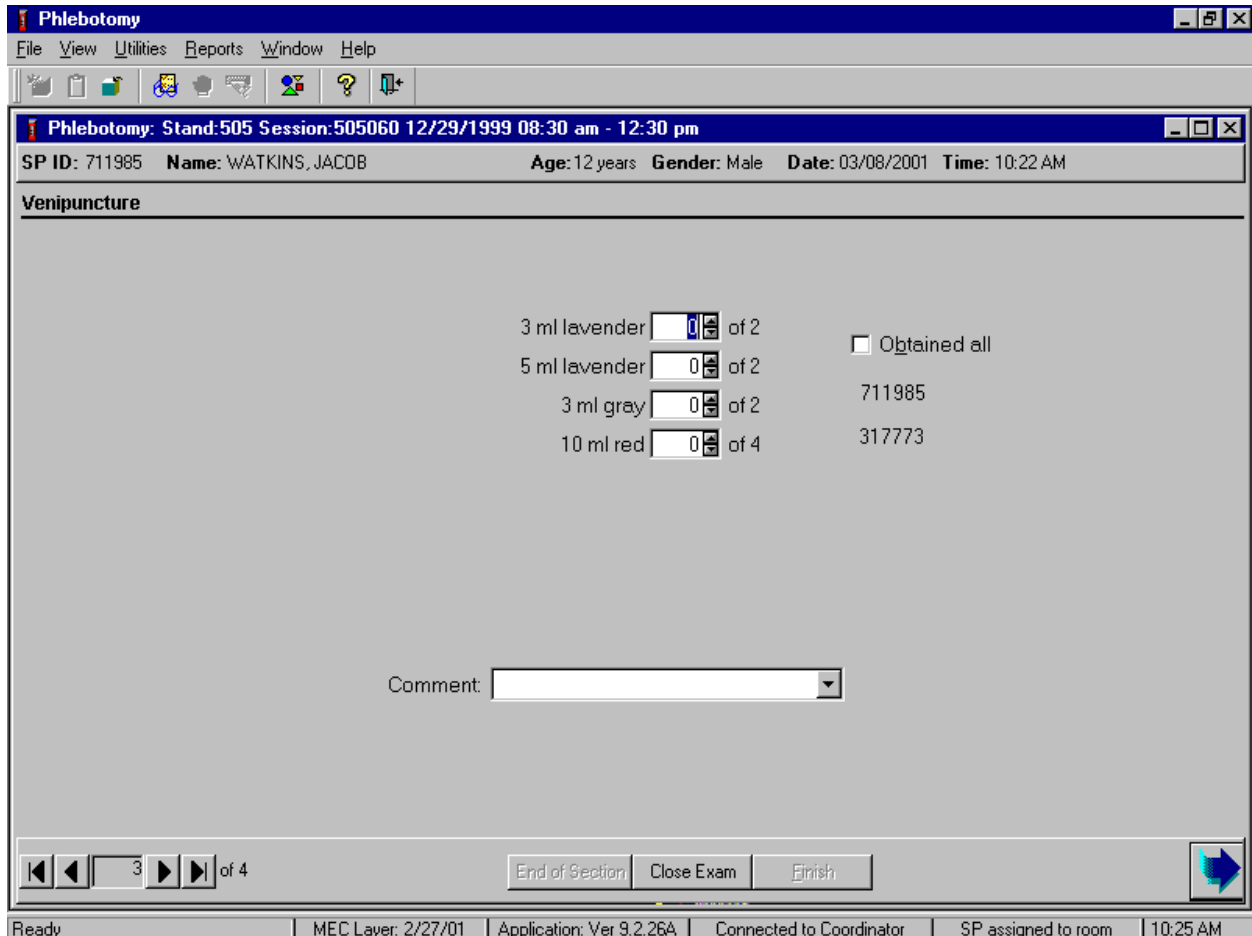 Phlebotomy
File View Utilities Reports Window Help
Phlebotomy: Stand:505 Session:505060 12/29/1999 08:30 am - 12:30 pm
SP ID: 711985 Name: WATKINS, JACOB Age: 12 years Gender: Male Date: 03/08/2001 Time: 10:22 AM
Venipuncture
3 ml lavender 0 of 2
Obtained all
5 ml lavender 0 of 2
711985
3 ml gray 0 of 2
317773
10 ml red 0 of 4
Comment:
3 of 4 End of Section Close Exam Finish
Ready MEC Layer: 2/27/01 Application: Ver 9.2.26A Connected to Coordinator SP assigned to room 10:25 AM